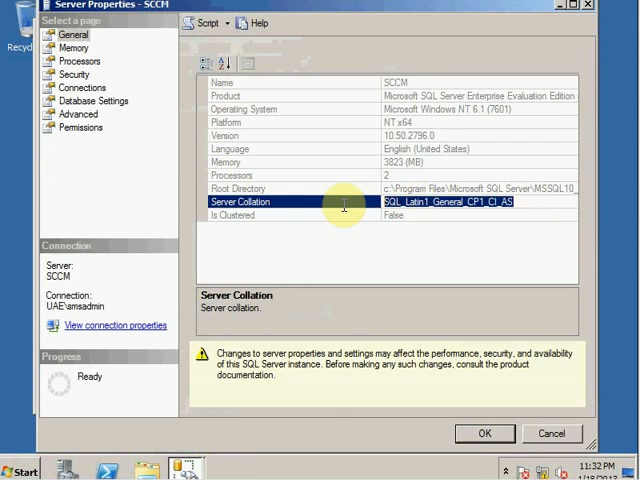 Server Properties - SCCM
Select a page
General
Memory
Processors
Security
Connections
Database Settings
Advanced
Permissions
Script
Help
Name SCCM
Product Microsoft SQL Server Enterprise Evaluation Edition
Operating System Microsoft Windows NT 6.1 (7601)
Platform NT x64
Version 10.50.2796.0
Language English (United States)
Memory 3823 (MB)
Processors 2
Root Directory c:\Program Files\Microsoft SQL Server\MSSQL10_
Server Collation SQL_Latin1_General_CP1_CI_AS
Is Clustered False
Server Collation
Server collation.
Connection
Server:
SCCM
Connection:
UAE\smsadmin
View connection properties
Progress
Ready
Changes to server properties and settings may affect the performance, security, and availability
of this SQL Server instance. Before making any such changes, consult the product
documentation.
OK
Cancel
Start
11:32 PM